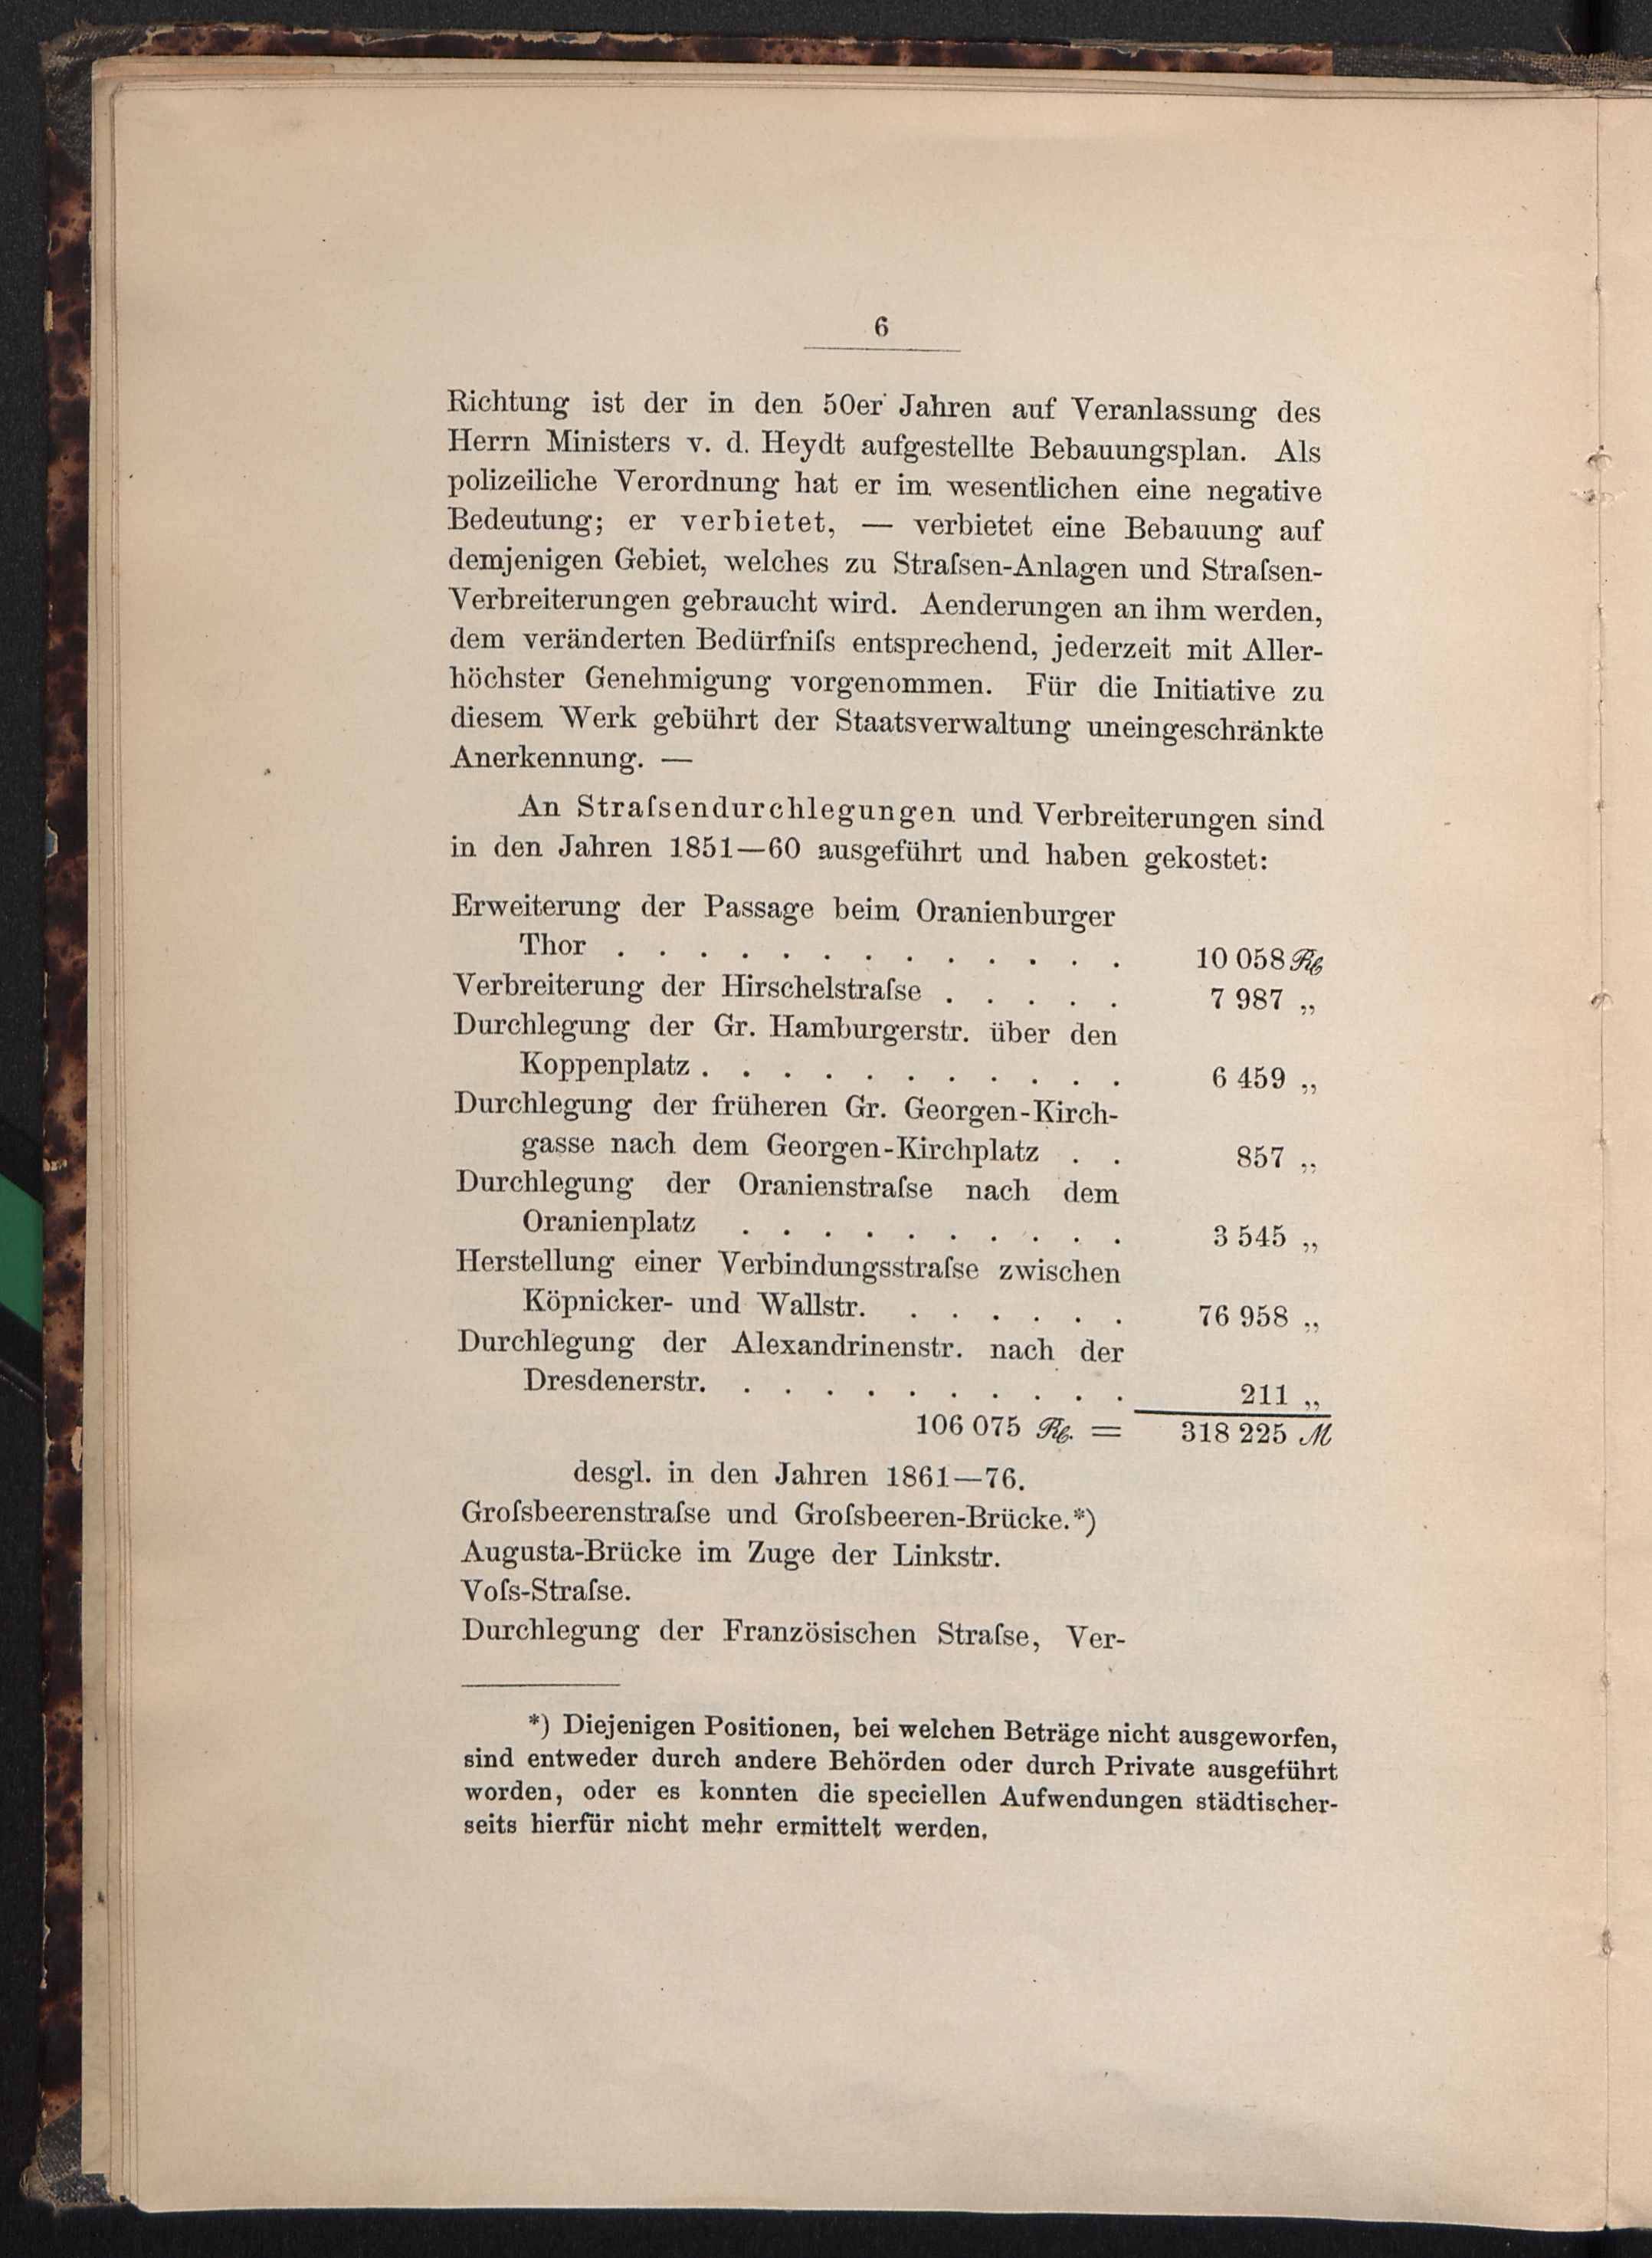 6
Richtung ist der in den 50er Jahren auf Veranlassung des
Herrn Ministers v. d. Heydt aufgestellte Bebauungsplan. Als
polizeiliche Verordnung hat er im wesentlichen eine negative
Bedeutung; er verbietet, — verbietet eine Bebauung auf
demjenigen Gebiet, welches zu Straſsen-Anlagen und Straſsen-
Verbreiterungen gebraucht wird. Aenderungen an ihm werden,
dem veränderten Bedürfniſs entsprechend, jederzeit mit Aller-
höchster Genehmigung vorgenommen. Für die Initiative zu
diesem Werk gebührt der Staatsverwaltung uneingeschränkte
Anerkennung. —
An Straſsendurchlegungen und Verbreiterungen sind
in den Jahren 1851—60 ausgeführt und haben gekostet:
Erweiterung der Passage beim Oranienburger
Thor . . . . . . . . . . . . . 10 058 Rt
Verbreiterung der Hirschelstraſse . . . . . 7 987 „
Durchlegung der Gr. Hamburgerstr. über den
Koppenplatz . . . . . . . . . . . 6 459 „
Durchlegung der früheren Gr. Georgen-Kirch-
gasse nach dem Georgen-Kirchplatz . . 857 „
Durchlegung der Oranienstraſse nach dem
Oranienplatz . . . . . . . . . . 3 545 „
Herstellung einer Verbindungsstraſse zwischen
Köpnicker- und Wallstr. . . . . . . 76 958 „
Durchlegung der Alexandrinenstr. nach der
Dresdenerstr. . . . . . . . . . . 211 „
106 075 Rt. = 318 225 M
desgl. in den Jahren 1861—76.
Groſsbeerenstraſse und Groſsbeeren-Brücke.*)
Augusta-Brücke im Zuge der Linkstr.
Voſs-Straſse.
Durchlegung der Französischen Straſse, Ver-
*) Diejenigen Positionen, bei welchen Beträge nicht ausgeworfen,
sind entweder durch andere Behörden oder durch Private ausgeführt
worden, oder es konnten die speciellen Aufwendungen städtischer-
seits hierfür nicht mehr ermittelt werden.